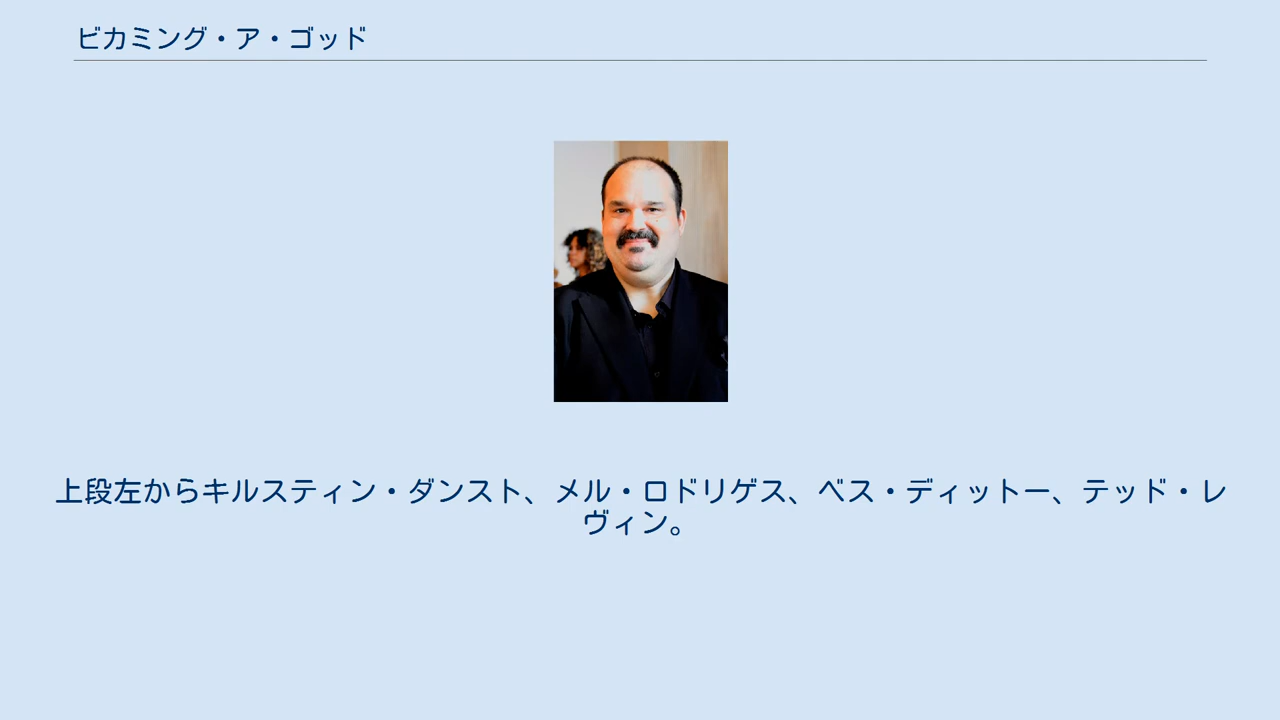 ビカミング・ア・ゴッド
上段左からキルスティン・ダンスト、メル・ロドリゲス、ベス・ディットー、テッド・レ
ヴィン。